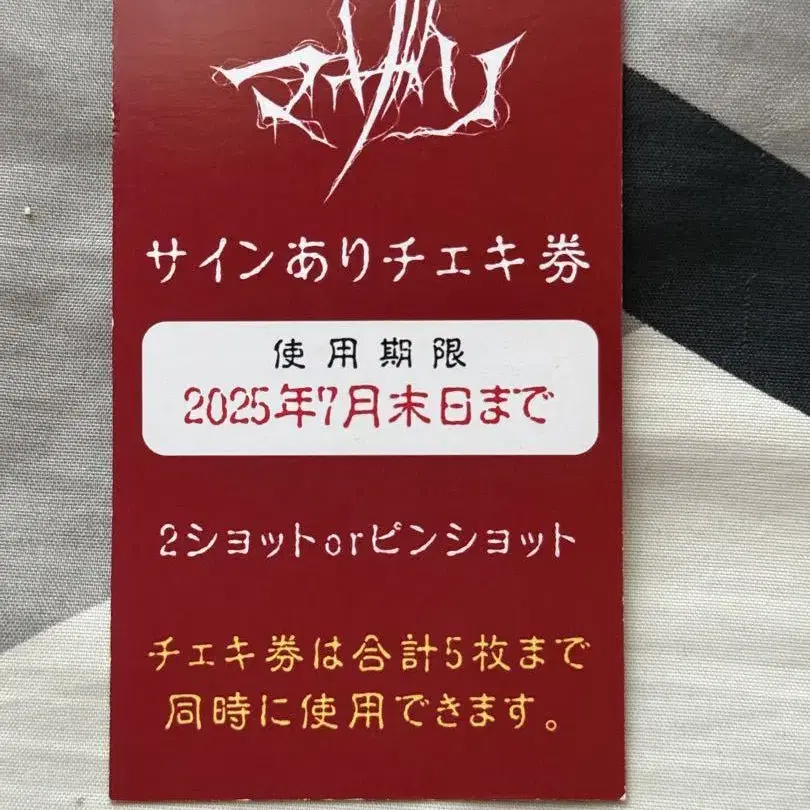 マザリ
サインありチェキ券
使用期限
2025年7月末日まで
2ショットorピンショット
チェキ券は合計5枚まで
同時に使用できます。